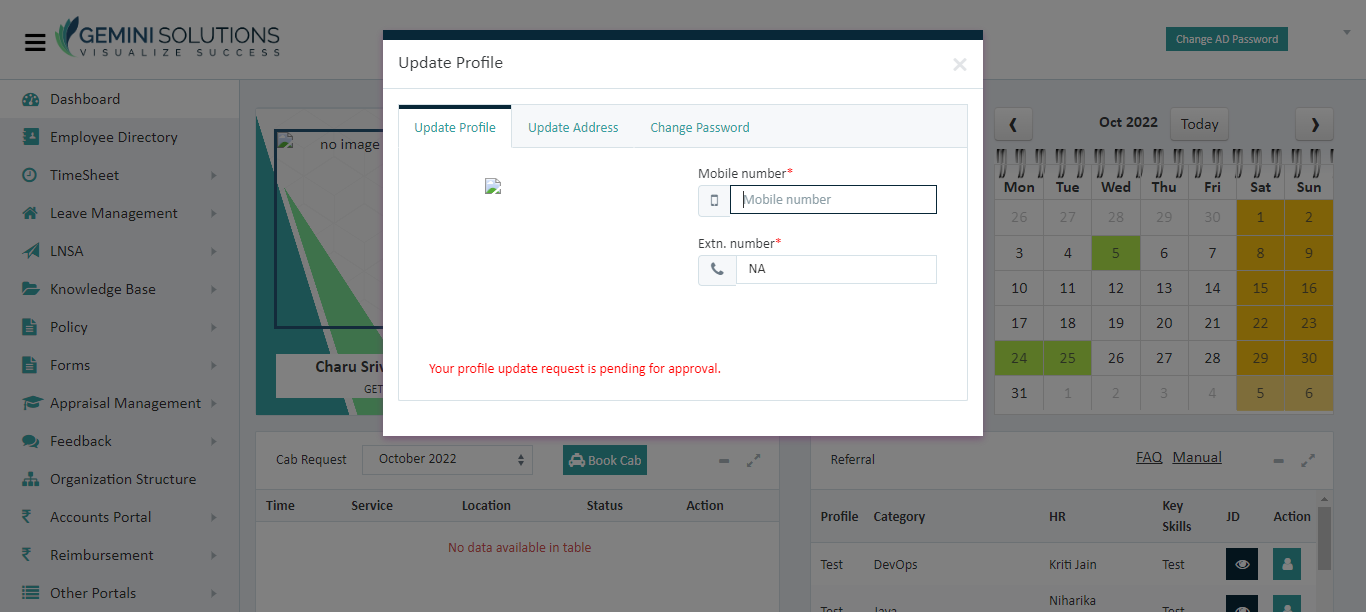 GEMINI SOLUTIONS
VISUALIZE SUCCESS
Change AD Password
Dashboard
Employee Directory
TimeSheet
Leave Management
LNSA
Knowledge Base
Policy
Forms
Appraisal Management
Feedback
Organization Structure
Accounts Portal
Reimbursement
Other Portals
no image
Charu
GET
Update Profile
×
Update Profile Update Address Change Password
Mobile number*
Mobile number
Extn. number*
NA
Your profile update request is pending for approval.
Oct 2022 Today
Mon Tue Wed Thu Fri Sat Sun
26 27 28 29 30 1 2
3 4 5 6 7 8 9
10 11 12 13 14 15 16
17 18 19 20 21 22 23
24 25 26 27 28 29 30
31 1 2 3 4 5 6
Cab Request October 2022 Book Cab
Time Service Location Status Action
No data available in table
Referral FAQ Manual
Profile Category HR Key Skills JD Action
Test DevOps Kriti Jain Test
Niharika
Test Java Test